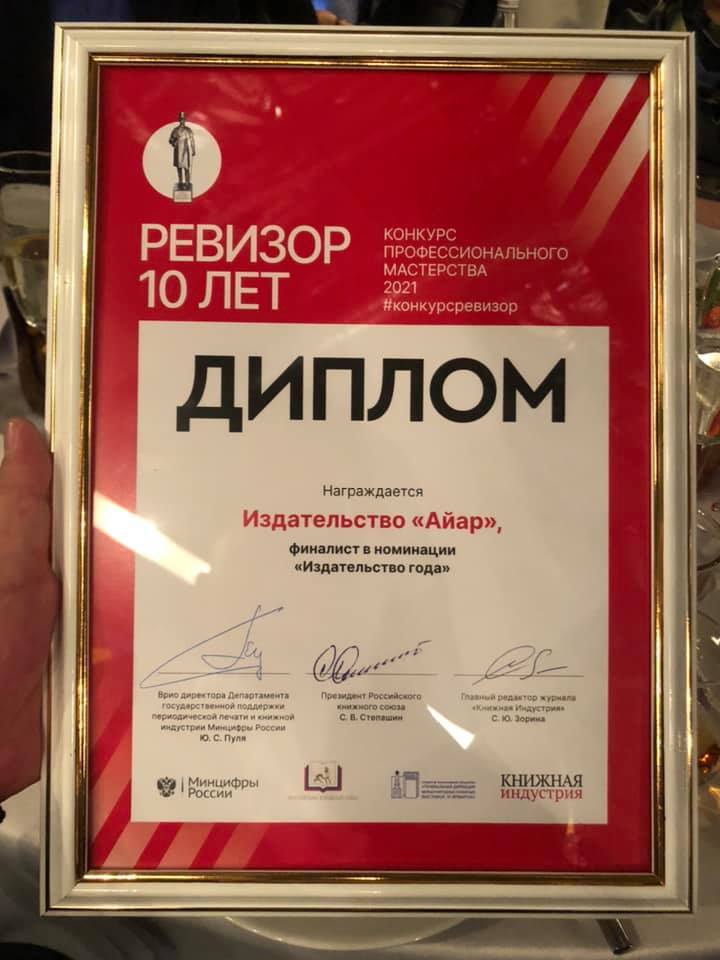 РЕВИЗОР
10 ЛЕТ
КОНКУРС
ПРОФЕССИОНАЛЬНОГО
МАСТЕРСТВА
2021
#конкурсревизор
ДИПЛОМ
Награждается
Издательство «Айар»,
финалист в номинации
«Издательство года»
Врио директора Департамента
государственной поддержки
периодической печати и книжной
индустрии Минцифры России
Ю. С. Пуля
Президент Российского
книжного союза
С. В. Степашин
Главный редактор журнала
«Книжная Индустрия»
С. Ю. Зорина
Минцифры
России
КНИЖНАЯ
индустрия